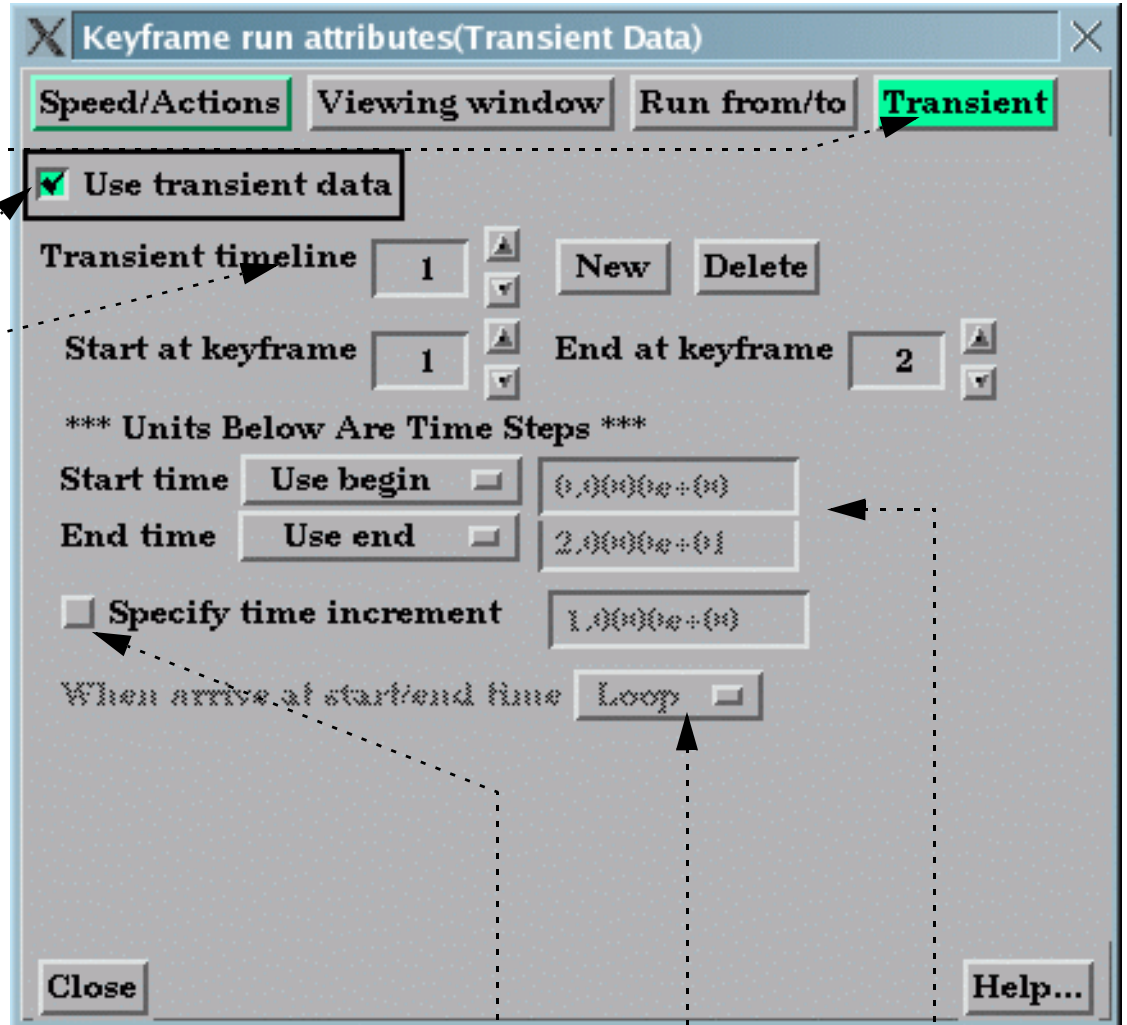 Keyframe run attributes(Transient Data)
Speed/Actions Viewing window Run from/to Transient
Use transient data
Transient timeline 1 New Delete
Start at keyframe 1 End at keyframe 2
*** Units Below Are Time Steps ***
Start time Use begin 0.0000e+00
End time Use end 2.0000e+01
Specify time increment 1.0000e+00
When arrive at start/end time Loop
Close Help...